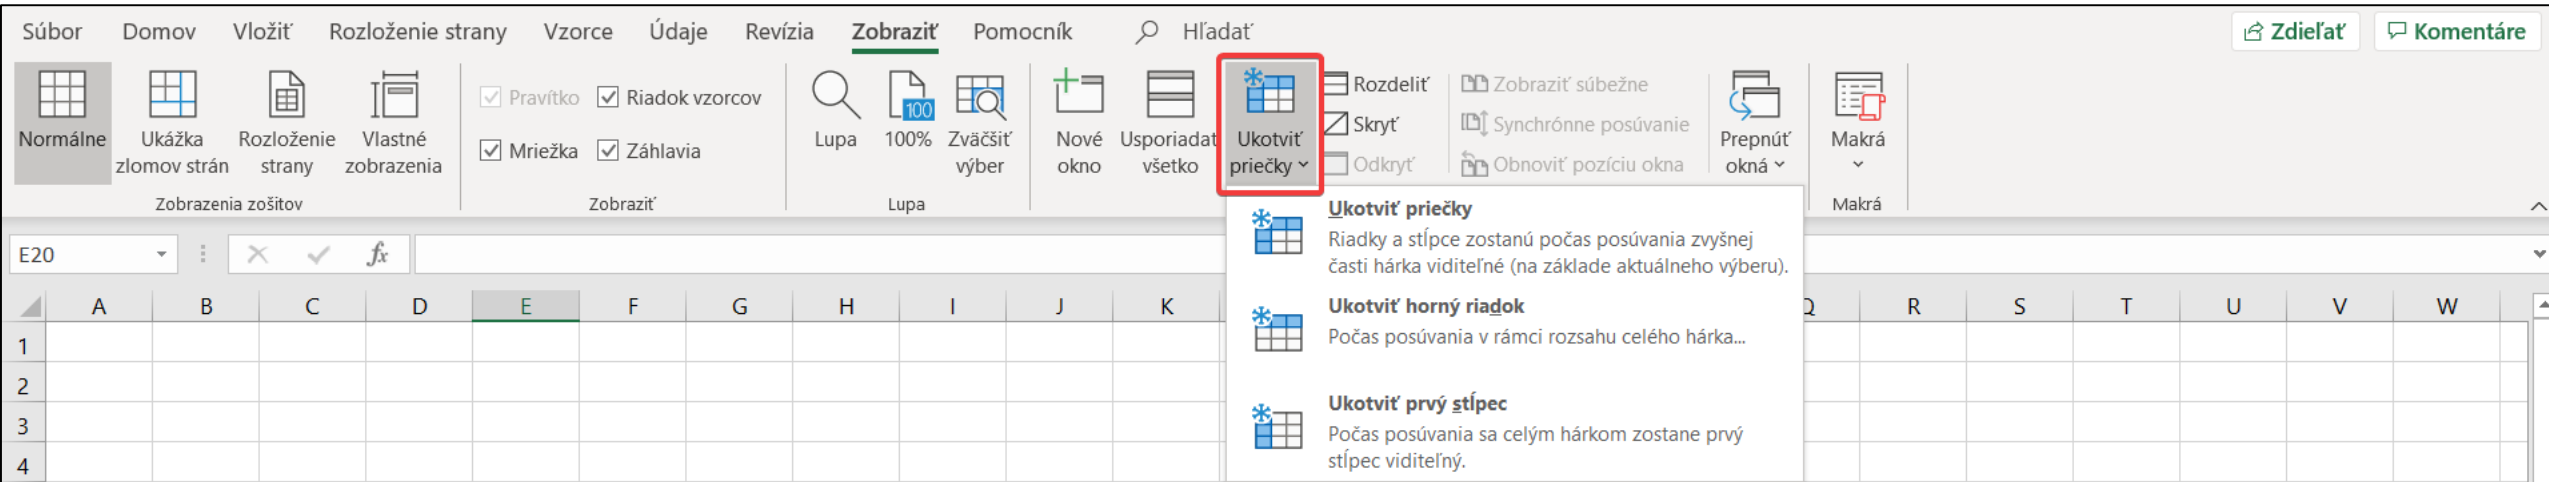 Súbor Domov Vložiť Rozloženie strany Vzorce Údaje Revízia Zobraziť Pomocník Hľadať Zdieľať Komentáre
Normálne
Ukážka
zlomov strán
Rozloženie
strany
Vlastné
zobrazenia
Zobrazenia zošitov
Pravítko Riadok vzorcov
Mriežka Záhlavia
Zobraziť
Lupa
100
100%
Zväčšiť
výber
Lupa
Nové
okno
Usporiadať
všetko
Ukotviť
priečky
Rozdeliť
Skryť
Odkryť
Zobraziť súbežne
Synchrónne posúvanie
Obnoviť pozíciu okna
Prepnúť
okná
Makrá
Makrá
Ukotviť priečky
Riadky a stĺpce zostanú počas posúvania zvyšnej
časti hárka viditeľné (na základe aktuálneho výberu).
Ukotviť horný riadok
Počas posúvania v rámci rozsahu celého hárka...
Ukotviť prvý stĺpec
Počas posúvania sa celým hárkom zostane prvý
stĺpec viditeľný.
E20 fx
A B C D E F G H I J K Q R S T U V W
1
2
3
4